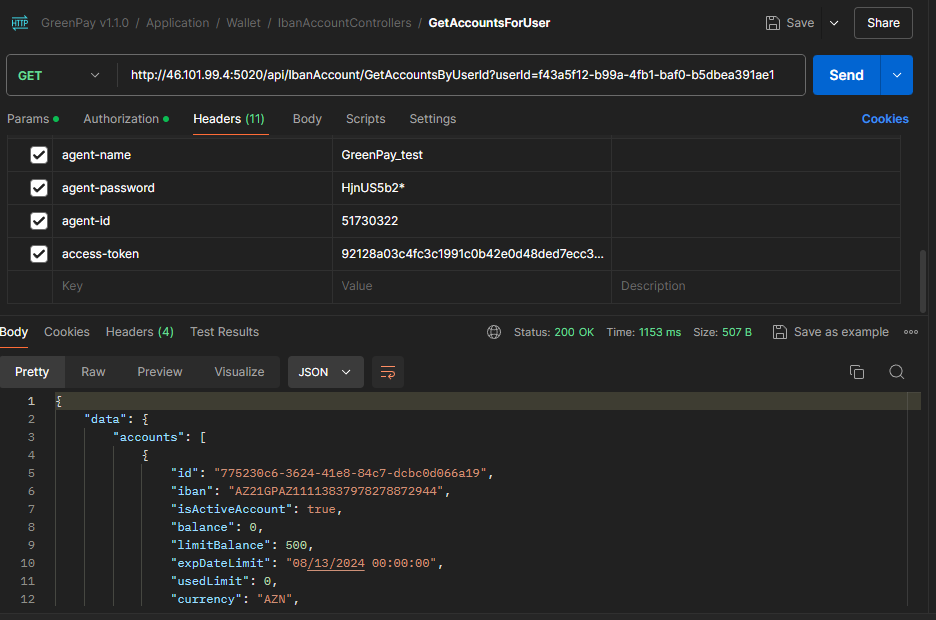 HTTP GreenPay v1.1.0 / Application / Wallet / IbanAccountControllers / GetAccountsForUser Save Share
GET http://46.101.99.4:5020/api/IbanAccount/GetAccountsByUserId?userId=f43a5f12-b99a-4fb1-baf0-b5dbea391ae1 Send
Params Authorization Headers (11) Body Scripts Settings Cookies
agent-name GreenPay_test
agent-password HjnUS5b2*
agent-id 51730322
access-token 92128a03c4fc3c1991c0b42e0d48ded7ecc3...
Key Value Description
Body Cookies Headers (4) Test Results Status: 200 OK Time: 1153 ms Size: 507 B Save as example
Pretty Raw Preview Visualize JSON
1 {
2 "data": {
3 "accounts": [
4 {
5 "id": "775230c6-3624-41e8-84c7-dcbc0d066a19",
6 "iban": "AZ21GPAZ11113837978278872944",
7 "isActiveAccount": true,
8 "balance": 0,
9 "limitBalance": 500,
10 "expDateLimit": "08/13/2024 00:00:00",
11 "usedLimit": 0,
12 "currency": "AZN",